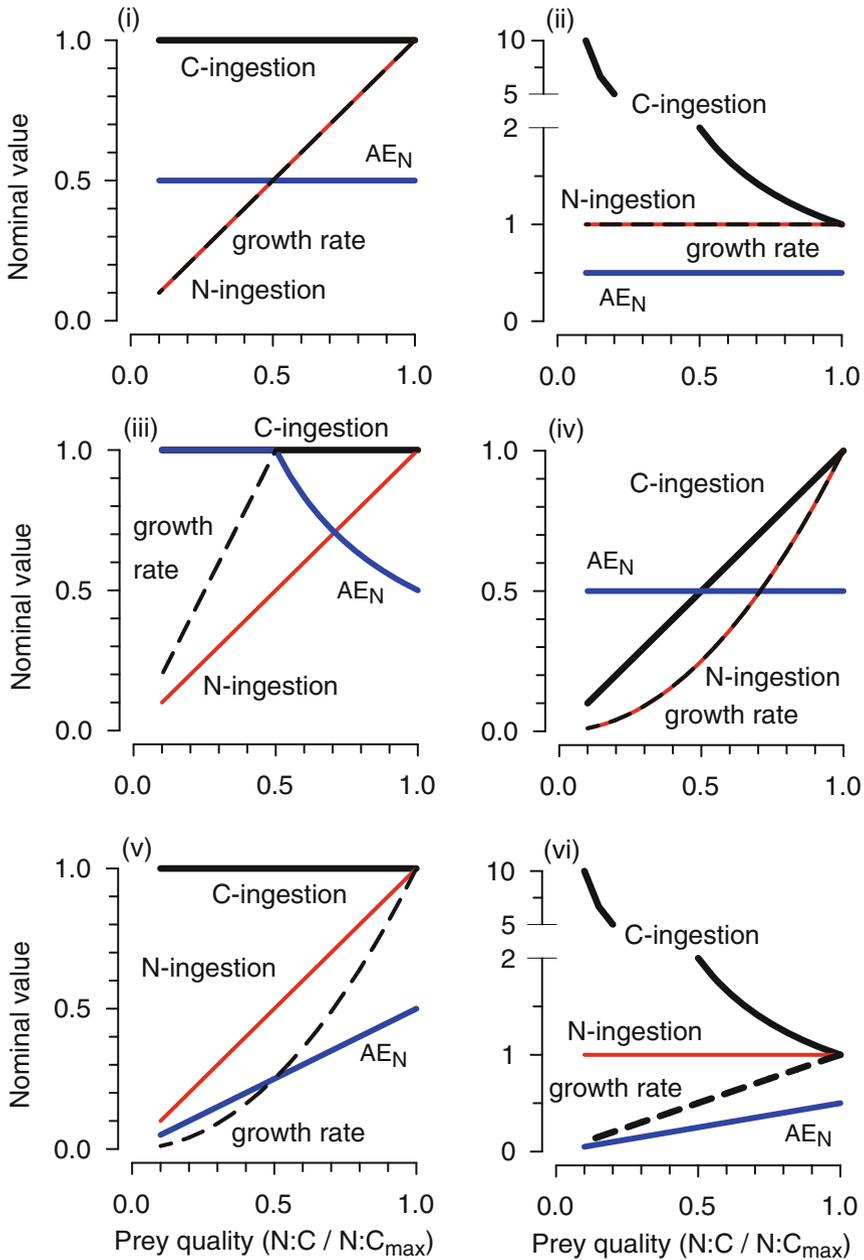 (i)
(ii)
1.0
C-ingestion
AE_N
0.5
growth rate
N-ingestion
0.0
Nominal value
0.0 0.5 1.0
10
5
C-ingestion
2
N-ingestion
1
growth rate
AE_N
0
0.0 0.5 1.0
(iii)
C-ingestion
1.0
growth
rate
0.5
AE_N
N-ingestion
0.0
Nominal value
0.0 0.5 1.0
(iv)
1.0
C-ingestion
AE_N
0.5
N-ingestion
growth rate
0.0
0.0 0.5 1.0
(v)
1.0
C-ingestion
N-ingestion
0.5
AE_N
growth rate
0.0
Nominal value
0.0 0.5 1.0
Prey quality (N:C / N:C_max)
(vi)
10
5
C-ingestion
2
N-ingestion
1
growth rate
AE_N
0
0.0 0.5 1.0
Prey quality (N:C / N:C_max)